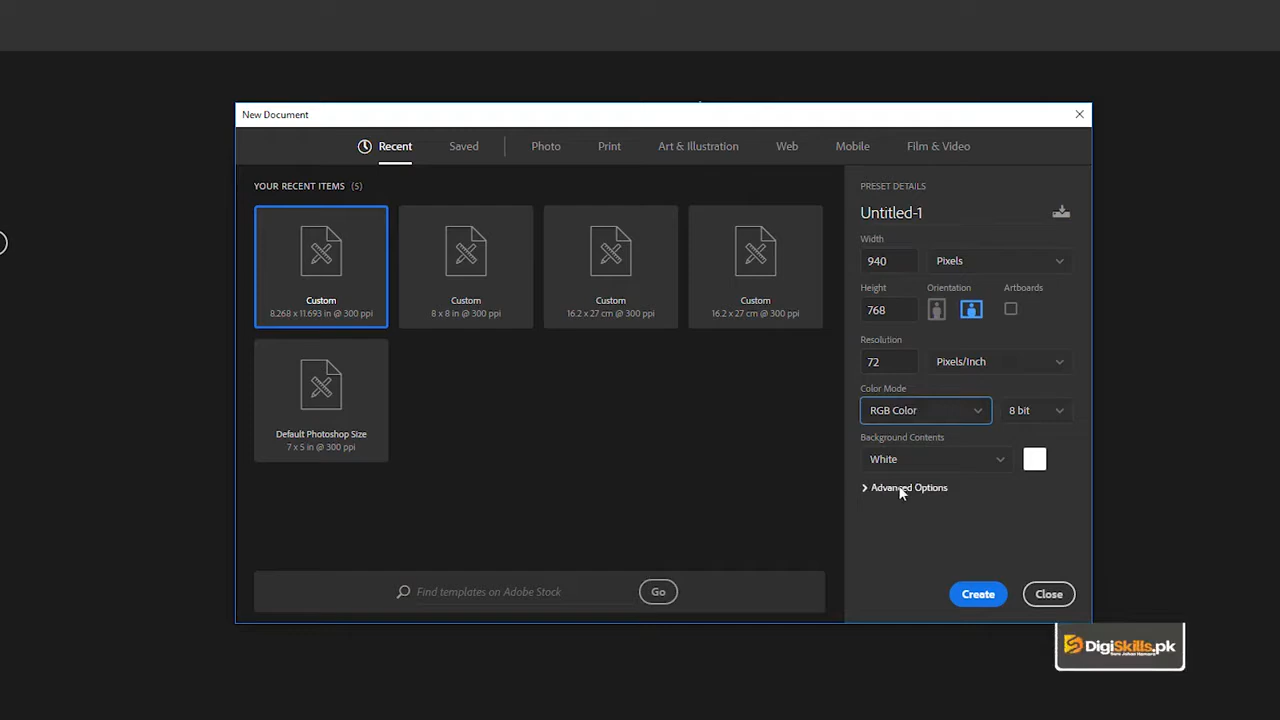 New Document
Recent Saved Photo Print Art & Illustration Web Mobile Film & Video
YOUR RECENT ITEMS (5)
Custom
8.268 x 11.693 in @ 300 ppi
Custom
8 x 8 in @ 300 ppi
Custom
16.2 x 27 cm @ 300 ppi
Custom
16.2 x 27 cm @ 300 ppi
Default Photoshop Size
7 x 5 in @ 300 ppi
Find templates on Adobe Stock
Go
PRESET DETAILS
Untitled-1
Width
940 Pixels
Height Orientation Artboards
768
Resolution
72 Pixels/Inch
Color Mode
RGB Color 8 bit
Background Contents
White
Advanced Options
Create Close
DigiSkills.pk